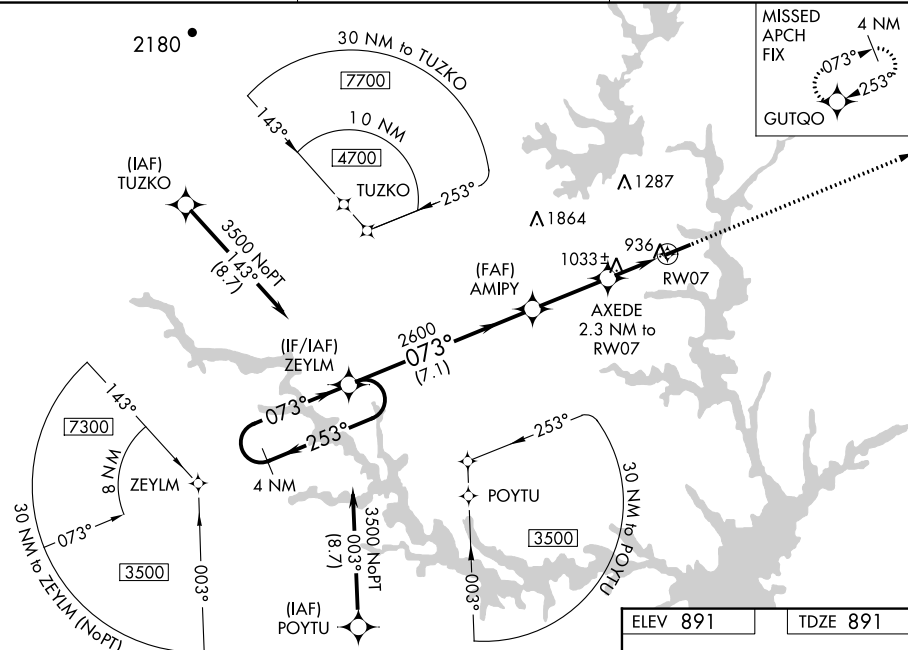 2180
30 NM to TUZKO
7700
143°
10 NM
4700
TUZKO
253°
MISSED
APCH
FIX
4 NM
073°
253°
GUTQO
(IAF)
TUZKO
3500 NoPT
143°
(8.7)
1287
1864
1033±
936
RW07
(FAF)
AMIPY
AXEDE
2.3 NM to
RW07
2600
073°
(7.1)
(IF/IAF)
ZEYLM
073°
253°
4 NM
143°
7300
8 NM
ZEYLM
073°
3500
003°
30 NM to ZEYLM (NoPT)
3500 NoPT
003°
(8.7)
(IAF)
POYTU
253°
POYTU
30 NM to POYTU
3500
003°
ELEV 891
TDZE 891